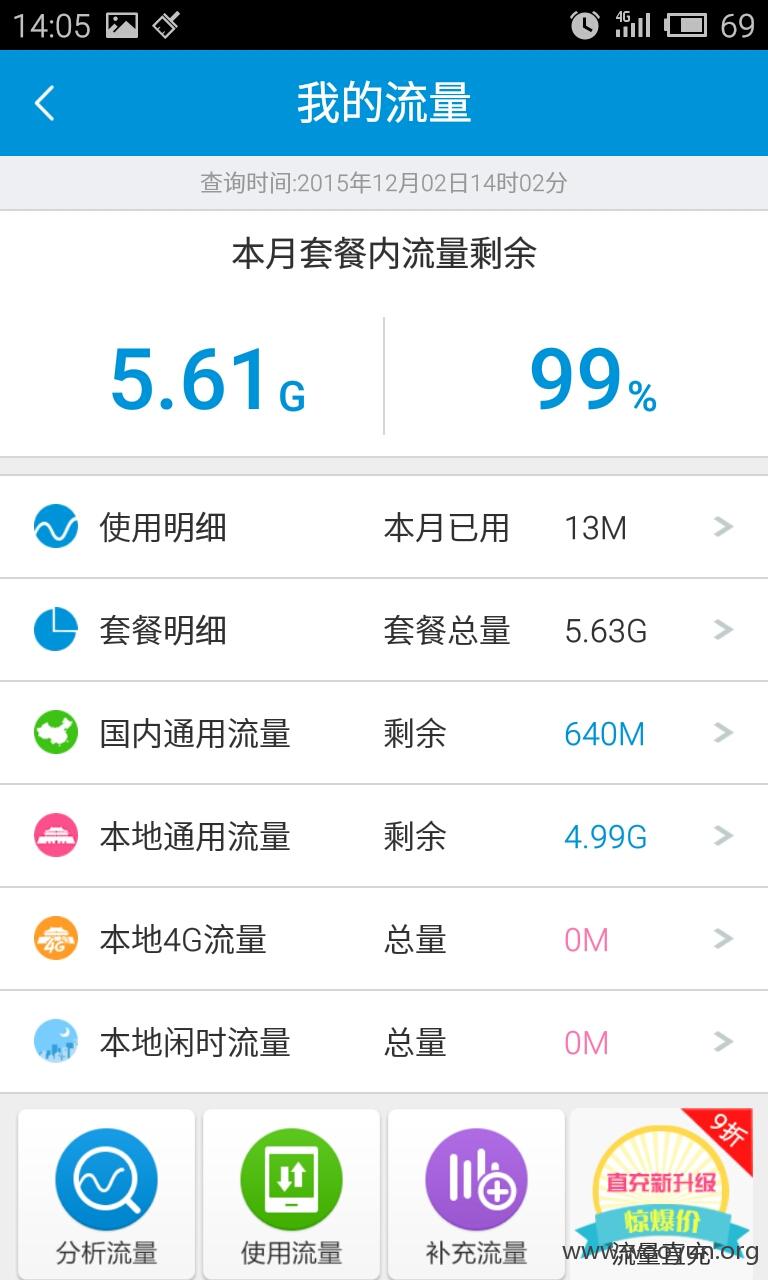 14:05 4G 69
我的流量
查询时间:2015年12月02日14时02分
本月套餐内流量剩余
5.61G 99%
使用明细 本月已用 13M
套餐明细 套餐总量 5.63G
国内通用流量 剩余 640M
本地通用流量 剩余 4.99G
本地4G流量 总量 0M
本地闲时流量 总量 0M
9折
直充新升级
惊爆价
分析流量 使用流量 补充流量 流量直充
www.wooyun.org